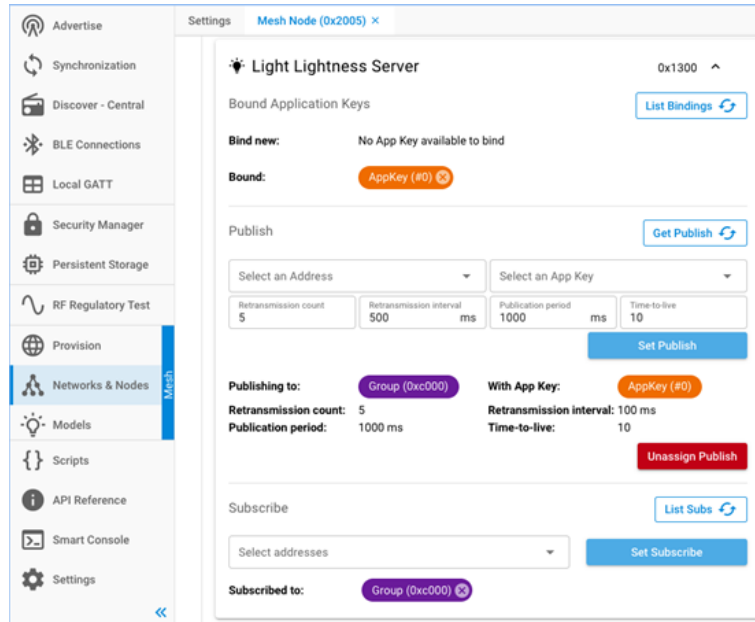 Advertise
Synchronization
Discover - Central
BLE Connections
Local GATT
Security Manager
Persistent Storage
RF Regulatory Test
Provision
Networks & Nodes
Mesh
Models
Scripts
API Reference
Smart Console
Settings
Settings Mesh Node (0x2005) ×
Light Lightness Server 0x1300
Bound Application Keys List Bindings
Bind new: No App Key available to bind
Bound: AppKey (#0)
Publish Get Publish
Select an Address Select an App Key
Retransmission count Retransmission interval Publication period Time-to-live
5 500 ms 1000 ms 10
Set Publish
Publishing to: Group (0xc000) With App Key: AppKey (#0)
Retransmission count: 5 Retransmission interval: 100 ms
Publication period: 1000 ms Time-to-live: 10
Unassign Publish
Subscribe List Subs
Select addresses Set Subscribe
Subscribed to: Group (0xc000)